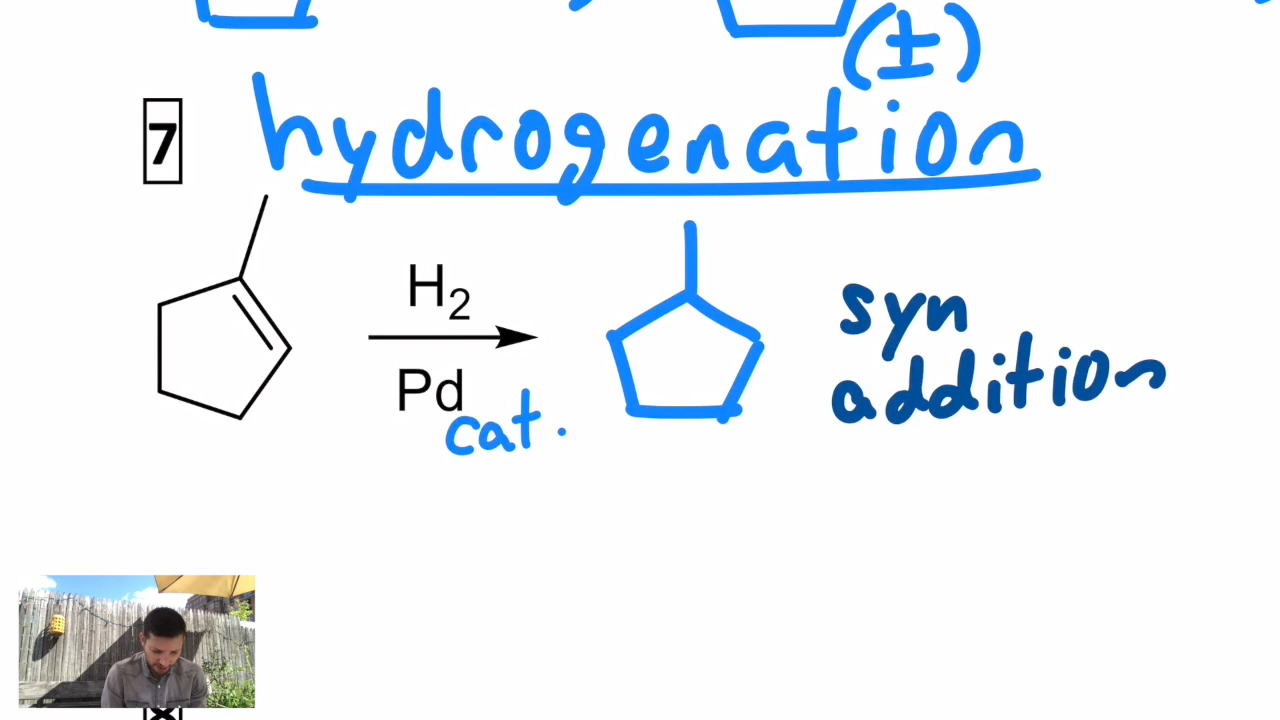 (±)
7 hydrogenation
H₂
Pd
cat.
syn
addition